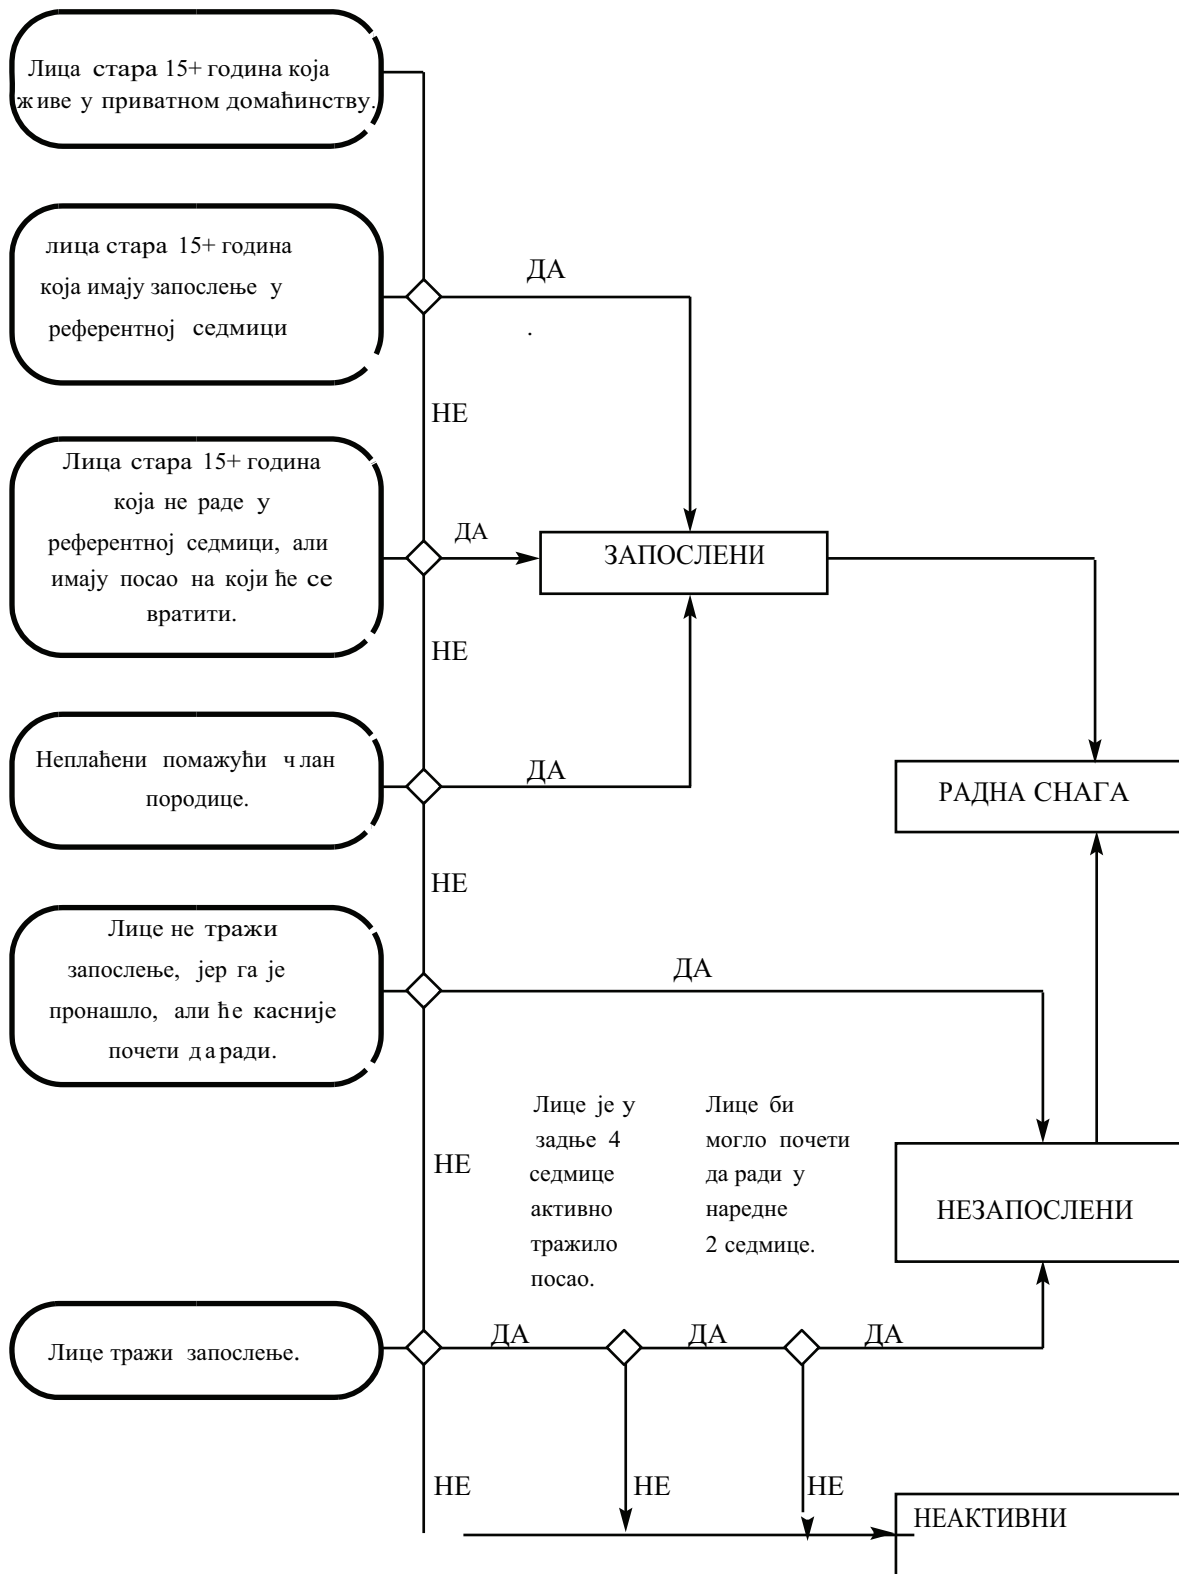 Лица стара 15+ година која
живе у приватном домаћинству.
лица стара 15+ година
која имају запослење у
референтној седмици
ДА
.
НЕ
Лица стара 15+ година
која не раде у
референтној седмици, али
имају посао на који ће се
вратити.
ДА
ЗАПОСЛЕНИ
НЕ
Неплаћени помажући члан
породице.
ДА
РАДНА СНАГА
НЕ
Лице не тражи
запослење, јер га је
пронашло, али ће касније
почети да ради.
ДА
НЕ
Лице је у
задње 4
седмице
активно
тражило
посао.
Лице би
могло почети
да ради у
наредне
2 седмице.
НЕЗАПОСЛЕНИ
Лице тражи запослење.
ДА
ДА
ДА
НЕ
НЕ
НЕ
НЕАКТИВНИ